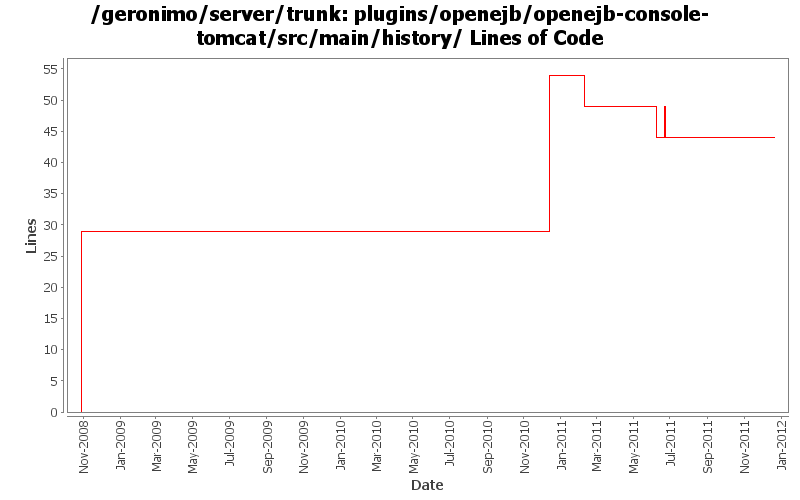 /geronimo/server/trunk: plugins/openejb/openejb-console-
tomcat/src/main/history/ Lines of Code
55
50
45
40
35
30
25
20
15
10
5
0
Lines
Nov-2008
Jan-2009
Mar-2009
May-2009
Jul-2009
Sep-2009
Nov-2009
Jan-2010
Mar-2010
May-2010
Jul-2010
Sep-2010
Nov-2010
Jan-2011
Mar-2011
May-2011
Jul-2011
Sep-2011
Nov-2011
Jan-2012
Date